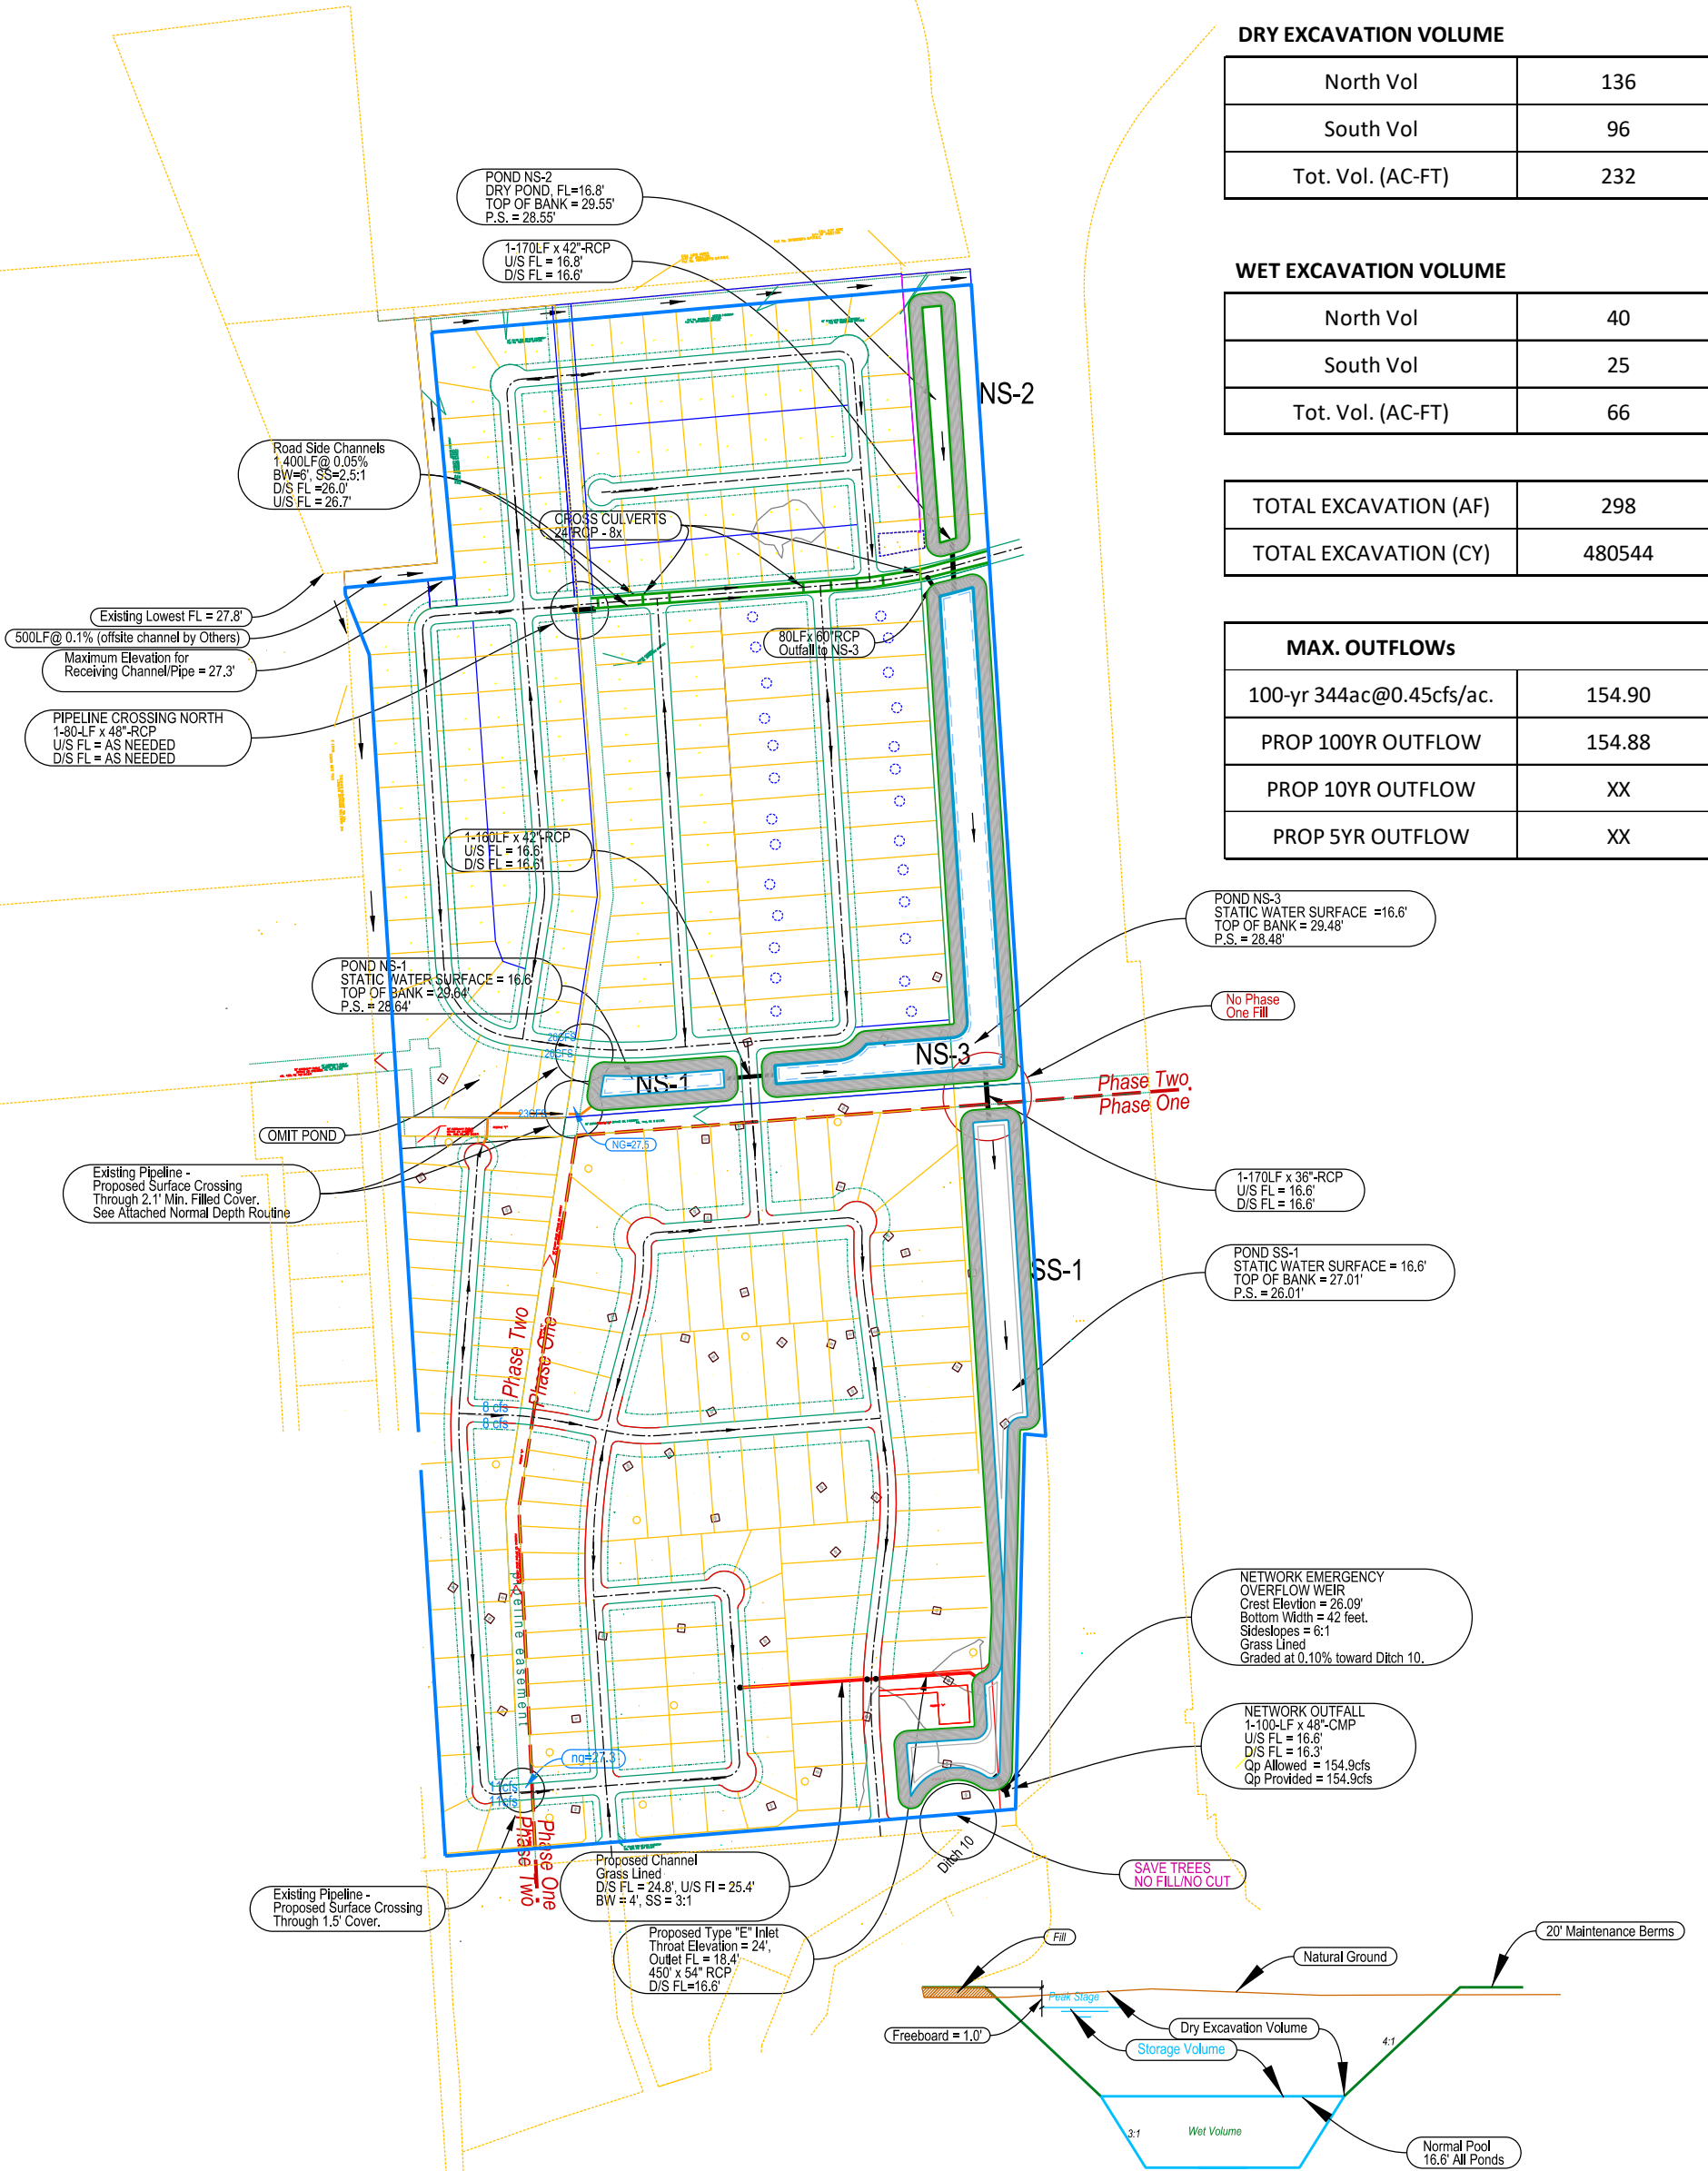 DRY EXCAVATION VOLUME
North Vol 136
South Vol 96
Tot. Vol. (AC-FT) 232
WET EXCAVATION VOLUME
North Vol 40
South Vol 25
Tot. Vol. (AC-FT) 66
TOTAL EXCAVATION (AF) 298
TOTAL EXCAVATION (CY) 480544
MAX. OUTFLOWs
100-yr 344ac@0.45cfs/ac. 154.90
PROP 100YR OUTFLOW 154.88
PROP 10YR OUTFLOW XX
PROP 5YR OUTFLOW XX
POND NS-2
DRY POND, FL=16.8'
TOP OF BANK = 29.55'
P.S. = 28.55'
1-170LF x 42"-RCP
U/S FL = 16.8'
D/S FL = 16.6'
NS-2
Road Side Channels
1,400LF@ 0.05%
BW=6', SS=2.5:1
D/S FL =26.0'
U/S FL = 26.7'
CROSS CULVERTS
24"RCP - 8x
Existing Lowest FL = 27.8'
500LF@ 0.1% (offsite channel by Others)
Maximum Elevation for
Receiving Channel/Pipe = 27.3'
80LFx 60"RCP
Outfall to NS-3
PIPELINE CROSSING NORTH
1-80-LF x 48"-RCP
U/S FL = AS NEEDED
D/S FL = AS NEEDED
1-160LF x 42"-RCP
U/S FL = 16.6'
D/S FL = 16.6'
POND NS-3
STATIC WATER SURFACE =16.6'
TOP OF BANK = 29.48'
P.S. = 28.48'
POND NS-1
STATIC WATER SURFACE = 16.6'
TOP OF BANK = 29.64'
P.S. = 28.64'
No Phase
One Fill
26CFS
NS-3
NS-1
Phase Two
Phase One
23CFS
NG=27.5
OMIT POND
Existing Pipeline -
Proposed Surface Crossing
Through 2.1' Min. Filled Cover.
See Attached Normal Depth Routine
1-170LF x 36"-RCP
U/S FL = 16.6'
D/S FL = 16.6'
POND SS-1
STATIC WATER SURFACE = 16.6'
TOP OF BANK = 27.01'
P.S. = 26.01'
SS-1
Phase Two
Phase One
8 cfs
8 cfs
pipeline easement
NETWORK EMERGENCY
OVERFLOW WEIR
Crest Elevtion = 26.09'
Bottom Width = 42 feet.
Sideslopes = 6:1
Grass Lined
Graded at 0.10% toward Ditch 10.
NETWORK OUTFALL
1-100-LF x 48"-CMP
U/S FL = 16.6'
D/S FL = 16.3'
Qp Allowed = 154.9cfs
Qp Provided = 154.9cfs
ng=27.3
11cfs
11cfs
Phase One
Phase Two
Ditch 10
SAVE TREES
NO FILL/NO CUT
Existing Pipeline -
Proposed Surface Crossing
Through 1.5' Cover.
Proposed Channel
Grass Lined
D/S FL = 24.8', U/S Fl = 25.4'
BW = 4', SS = 3:1
Proposed Type "E" Inlet
Throat Elevation = 24',
Outlet FL = 18.4'
450' x 54" RCP
D/S FL=16.6'
Fill
20' Maintenance Berms
Natural Ground
Peak Stage
Freeboard = 1.0'
Dry Excavation Volume
Storage Volume
4:1
3:1
Wet Volume
Normal Pool
16.6' All Ponds